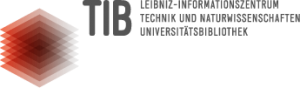 TIB
LEIBNIZ-INFORMATIONSZENTRUM
TECHNIK UND NATURWISSENSCHAFTEN
UNIVERSITÄTSBIBLIOTHEK